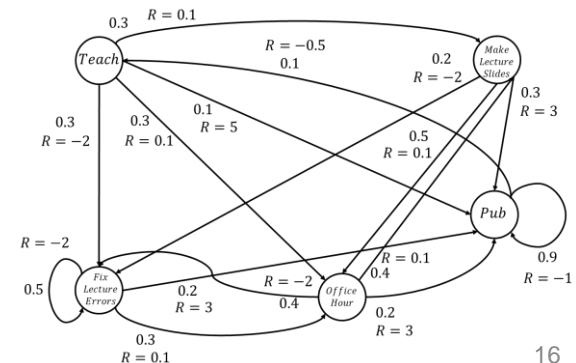 0.3
R = 0.1
Teach
R = −0.5
0.1
0.2
R = −2
Make
Lecture
Slides
0.3
R = 3
0.1
R = 5
0.3
R = −2
0.3
R = 0.1
0.5
R = 0.1
Pub
R = −2
0.5
Fix
Lecture
Errors
0.2
R = 3
R = −2
0.4
Office
Hour
R = 0.1
0.4
0.2
R = 3
0.9
R = −1
0.3
R = 0.1
16